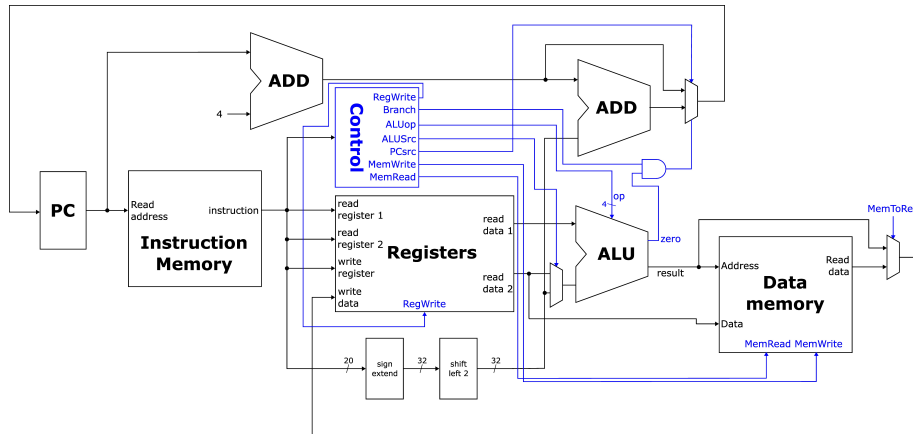 ADD
4
ADD
Control
RegWrite
Branch
ALUop
ALUSrc
PCsrc
MemWrite
MemRead
PC
Read
address
instruction
Instruction
Memory
read
register 1
read
register 2
write
register
write
data
Registers
read
data 1
read
data 2
RegWrite
op
4
ALU
zero
result
MemToRe
Address
Read
data
Data
memory
Data
MemRead MemWrite
20
sign
extend
32
shift
left 2
32